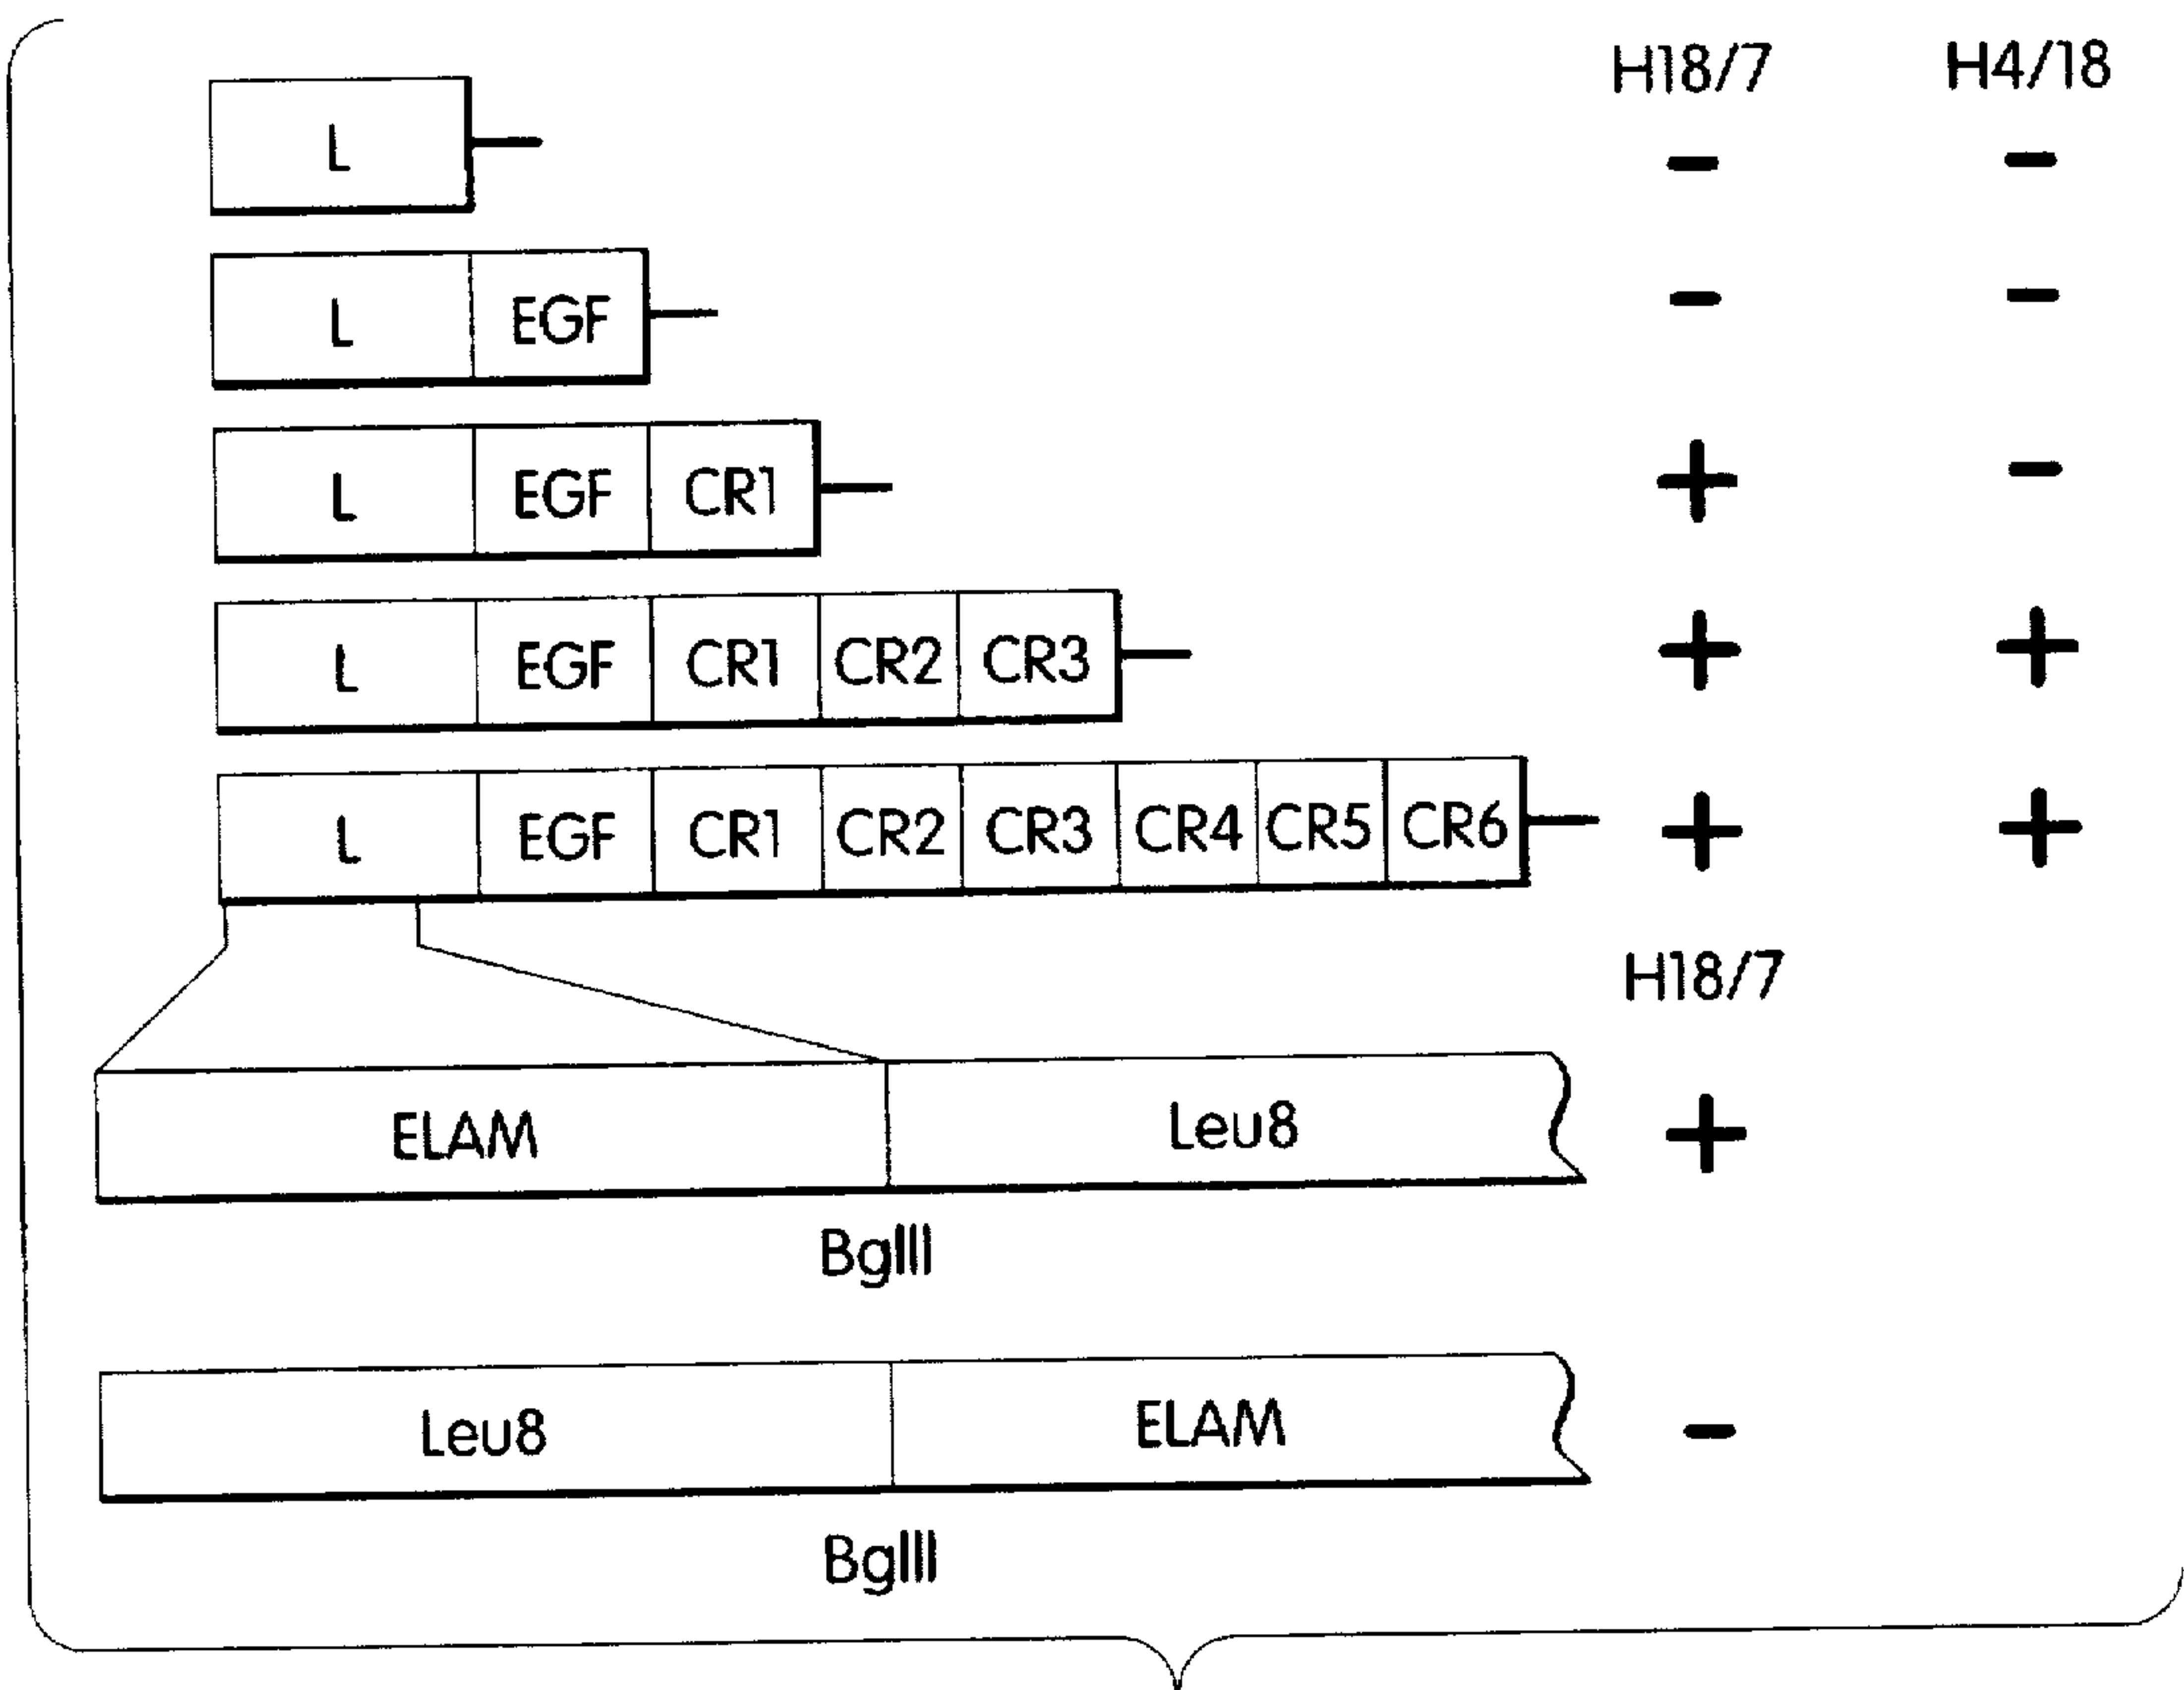 H18/7 H4/18
L - -
L EGF - -
L EGF CR1 + -
L EGF CR1 CR2 CR3 + +
L EGF CR1 CR2 CR3 CR4 CR5 CR6 + +
H18/7
ELAM Leu8 +
BglII
Leu8 ELAM -
BglII